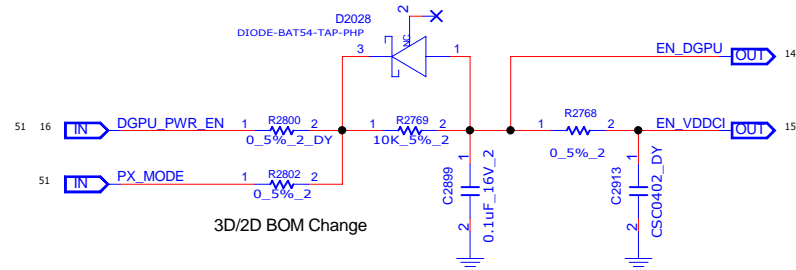 D2028
2
DIODE-BAT54-TAP-PHP
NC
3
1
EN_DGPU
OUT
14
51 16
IN
DGPU_PWR_EN
1
R2800
2
0_5%_2_DY
1
R2769
2
10K_5%_2
1
R2768
2
0_5%_2
EN_VDDCI
OUT
15
51
IN
PX_MODE
1
R2802
2
0_5%_2
1
C2899
0.1uF_16V_2
2
1
C2913
CSC0402_DY
2
3D/2D BOM Change